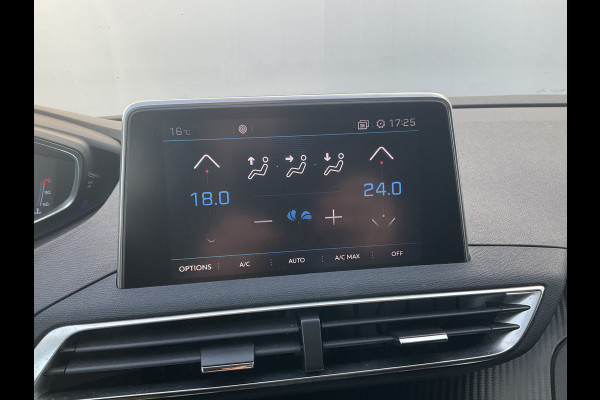 16°C 17:25
18.0 24.0
− +
OPTIONS A/C AUTO A/C MAX OFF